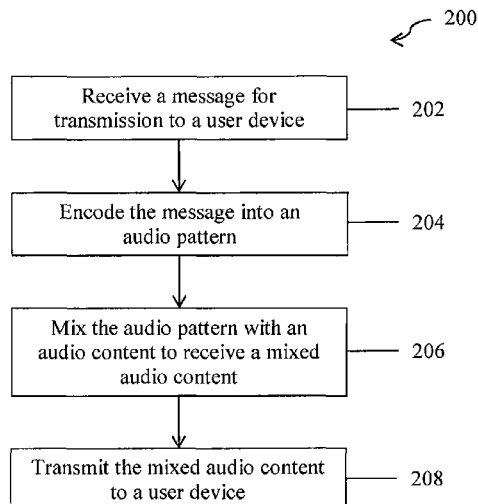 200
Receive a message for
transmission to a user device
202
Encode the message into an
audio pattern
204
Mix the audio pattern with an
audio content to receive a mixed
audio content
206
Transmit the mixed audio content
to a user device
208